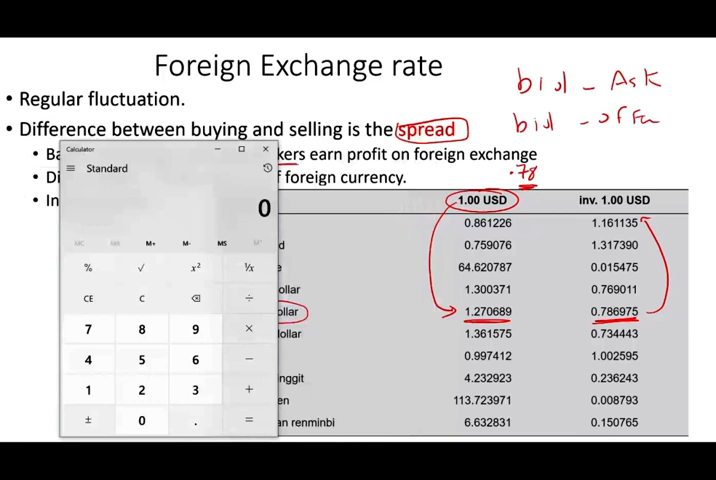 Foreign Exchange rate
bid - Ask
bid - offer
• Regular fluctuation.
• Difference between buying and selling is the spread
• Ba kers earn profit on foreign exchange
• Di f foreign currency.
.78
• In
Calculator
Standard
0
MC MR M+ M- MS M˅
% √ x² ¹/x
CE C ÷
7 8 9 ×
4 5 6 −
1 2 3 +
± 0 . =
1.00 USD inv. 1.00 USD
0.861226 1.161135
d 0.759076 1.317390
e 64.620787 0.015475
ollar 1.300371 0.769011
ollar 1.270689 0.786975
ollar 1.361575 0.734443
0.997412 1.002595
nggit 4.232923 0.236243
en 113.723971 0.008793
an renminbi 6.632831 0.150765